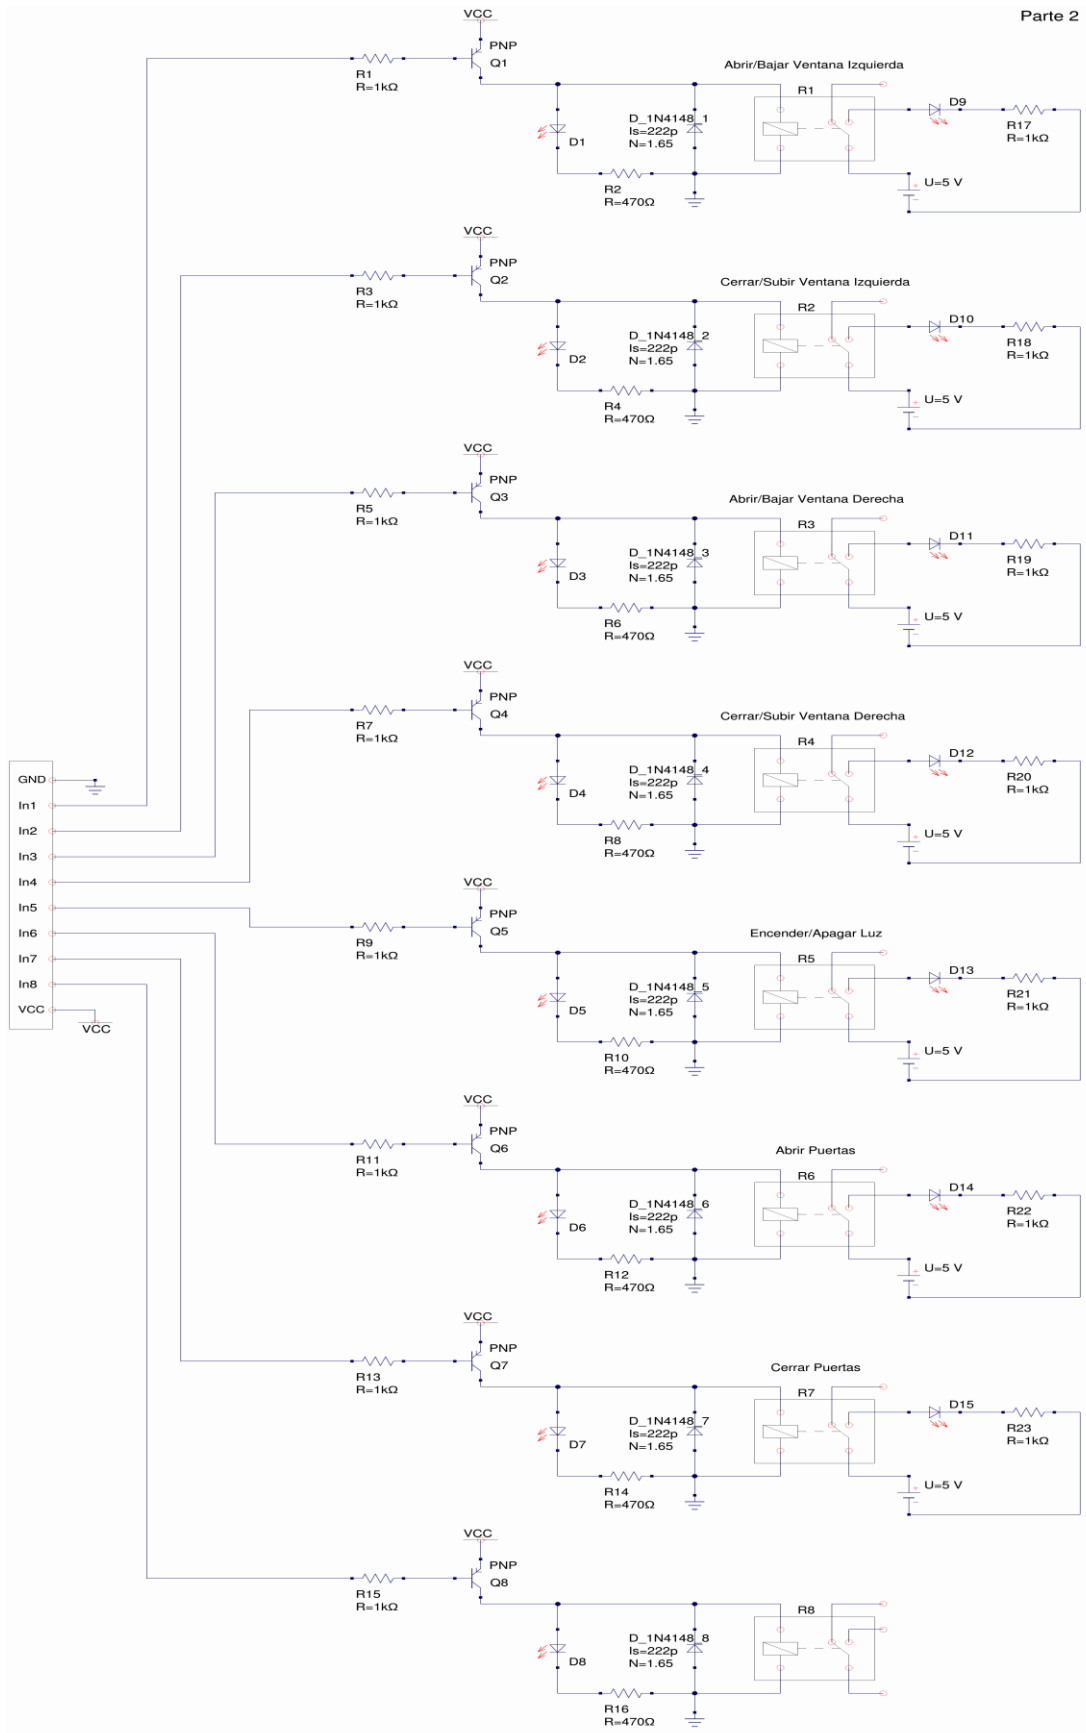 Parte 2
VCC
PNP
Q1
R1
R=1kΩ
Abrir/Bajar Ventana Izquierda
R1
D1
D_1N4148_1
Is=222p
N=1.65
R2
R=470Ω
D9
R17
R=1kΩ
U=5 V
VCC
PNP
Q2
R3
R=1kΩ
Cerrar/Subir Ventana Izquierda
R2
D2
D_1N4148_2
Is=222p
N=1.65
R4
R=470Ω
D10
R18
R=1kΩ
U=5 V
VCC
PNP
Q3
R5
R=1kΩ
Abrir/Bajar Ventana Derecha
R3
D3
D_1N4148_3
Is=222p
N=1.65
R6
R=470Ω
D11
R19
R=1kΩ
U=5 V
VCC
PNP
Q4
R7
R=1kΩ
Cerrar/Subir Ventana Derecha
R4
D4
D_1N4148_4
Is=222p
N=1.65
R8
R=470Ω
D12
R20
R=1kΩ
U=5 V
GND
In1
In2
In3
In4
In5
In6
In7
In8
VCC
VCC
VCC
PNP
Q5
R9
R=1kΩ
Encender/Apagar Luz
R5
D5
D_1N4148_5
Is=222p
N=1.65
R10
R=470Ω
D13
R21
R=1kΩ
U=5 V
VCC
PNP
Q6
R11
R=1kΩ
Abrir Puertas
R6
D6
D_1N4148_6
Is=222p
N=1.65
R12
R=470Ω
D14
R22
R=1kΩ
U=5 V
VCC
PNP
Q7
R13
R=1kΩ
Cerrar Puertas
R7
D7
D_1N4148_7
Is=222p
N=1.65
R14
R=470Ω
D15
R23
R=1kΩ
U=5 V
VCC
PNP
Q8
R15
R=1kΩ
R8
D8
D_1N4148_8
Is=222p
N=1.65
R16
R=470Ω